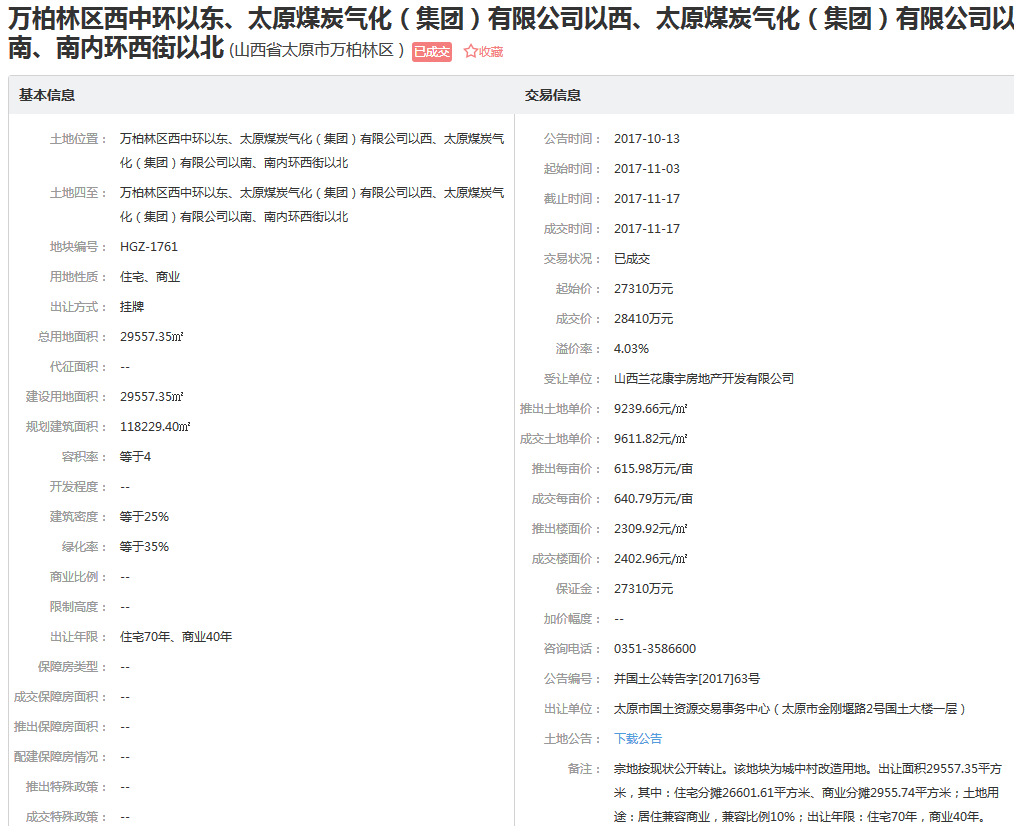 万柏林区西中环以东、太原煤炭气化（集团）有限公司以西、太原煤炭气化（集团）有限公司以
南、南内环西街以北 (山西省太原市万柏林区 ) 已成交 ☆收藏
基本信息
土地位置： 万柏林区西中环以东、太原煤炭气化（集团）有限公司以西、太原煤炭气
化（集团）有限公司以南、南内环西街以北
土地四至： 万柏林区西中环以东、太原煤炭气化（集团）有限公司以西、太原煤炭气
化（集团）有限公司以南、南内环西街以北
地块编号： HGZ-1761
用地性质： 住宅、商业
出让方式： 挂牌
总用地面积： 29557.35㎡
代征面积： --
建设用地面积： 29557.35㎡
规划建筑面积： 118229.40㎡
容积率： 等于4
开发程度： --
建筑密度： 等于25%
绿化率： 等于35%
商业比例： --
限制高度： --
出让年限： 住宅70年、商业40年
保障房类型： --
成交保障房面积： --
推出保障房面积： --
配建保障房情况： --
推出特殊政策： --
成交特殊政策： --
交易信息
公告时间： 2017-10-13
起始时间： 2017-11-03
截止时间： 2017-11-17
成交时间： 2017-11-17
交易状况： 已成交
起始价： 27310万元
成交价： 28410万元
溢价率： 4.03%
受让单位： 山西兰花康宇房地产开发有限公司
推出土地单价： 9239.66元/㎡
成交土地单价： 9611.82元/㎡
推出每亩价： 615.98万元/亩
成交每亩价： 640.79万元/亩
推出楼面价： 2309.92元/㎡
成交楼面价： 2402.96元/㎡
保证金： 27310万元
加价幅度： --
咨询电话： 0351-3586600
公告编号： 并国土公转告字[2017]63号
出让单位： 太原市国土资源交易事务中心（太原市金刚堰路2号国土大楼一层）
土地公告： 下载公告
备注： 宗地按现状公开转让。该地块为城中村改造用地。出让面积29557.35平方
米，其中：住宅分摊26601.61平方米、商业分摊2955.74平方米；土地用
途：居住兼容商业，兼容比例10%；出让年限：住宅70年，商业40年。